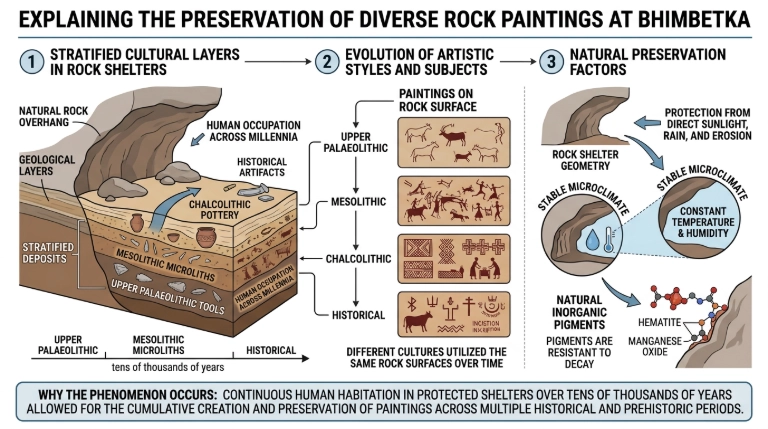 EXPLAINING THE PRESERVATION OF DIVERSE ROCK PAINTINGS AT BHIMBETKA
1 STRATIFIED CULTURAL LAYERS
IN ROCK SHELTERS
NATURAL ROCK
OVERHANG
HUMAN OCCUPATION
ACROSS MILLENNIA
GEOLOGICAL
LAYERS
HISTORICAL
ARTIFACTS
CHALCOLITHIC
POTTERY
STRATIFIED
DEPOSITS
MESOLITHIC MICROLITHS
UPPER PALAEOLITHIC TOOLS
HUMAN OCCUPATION
ACROSS MILLENNIA
UPPER
PALAEOLITHIC
MESOLITHIC
MICROLITHS
HISTORICAL
tens of thousands of years
2 EVOLUTION OF ARTISTIC
STYLES AND SUBJECTS
PAINTINGS ON
ROCK SURFACE
UPPER
PALAEOLITHIC
MESOLITHIC
CHALCOLITHIC
HISTORICAL
INCISTION
DIFFERENT CULTURES UTILIZED THE
SAME ROCK SURFACES OVER TIME
3 NATURAL PRESERVATION
FACTORS
PROTECTION FROM
DIRECT SUNLIGHT,
RAIN, AND EROSION
ROCK SHELTER
GEOMETRY
STABLE MICROCLIMATE
STABLE MICROCLIMATE
CONSTANT
TEMPERATURE
& HUMIDITY
NATURAL
INORGANIC
PIGMENTS
PIGMENTS ARE
RESISTANT TO
DECAY
HEMATITE
MANGANESE
OXIDE
WHY THE PHENOMENON OCCURS: CONTINUOUS HUMAN HABITATION IN PROTECTED SHELTERS OVER TENS OF THOUSANDS OF YEARS
ALLOWED FOR THE CUMULATIVE CREATION AND PRESERVATION OF PAINTINGS ACROSS MULTIPLE HISTORICAL AND PREHISTORIC PERIODS.